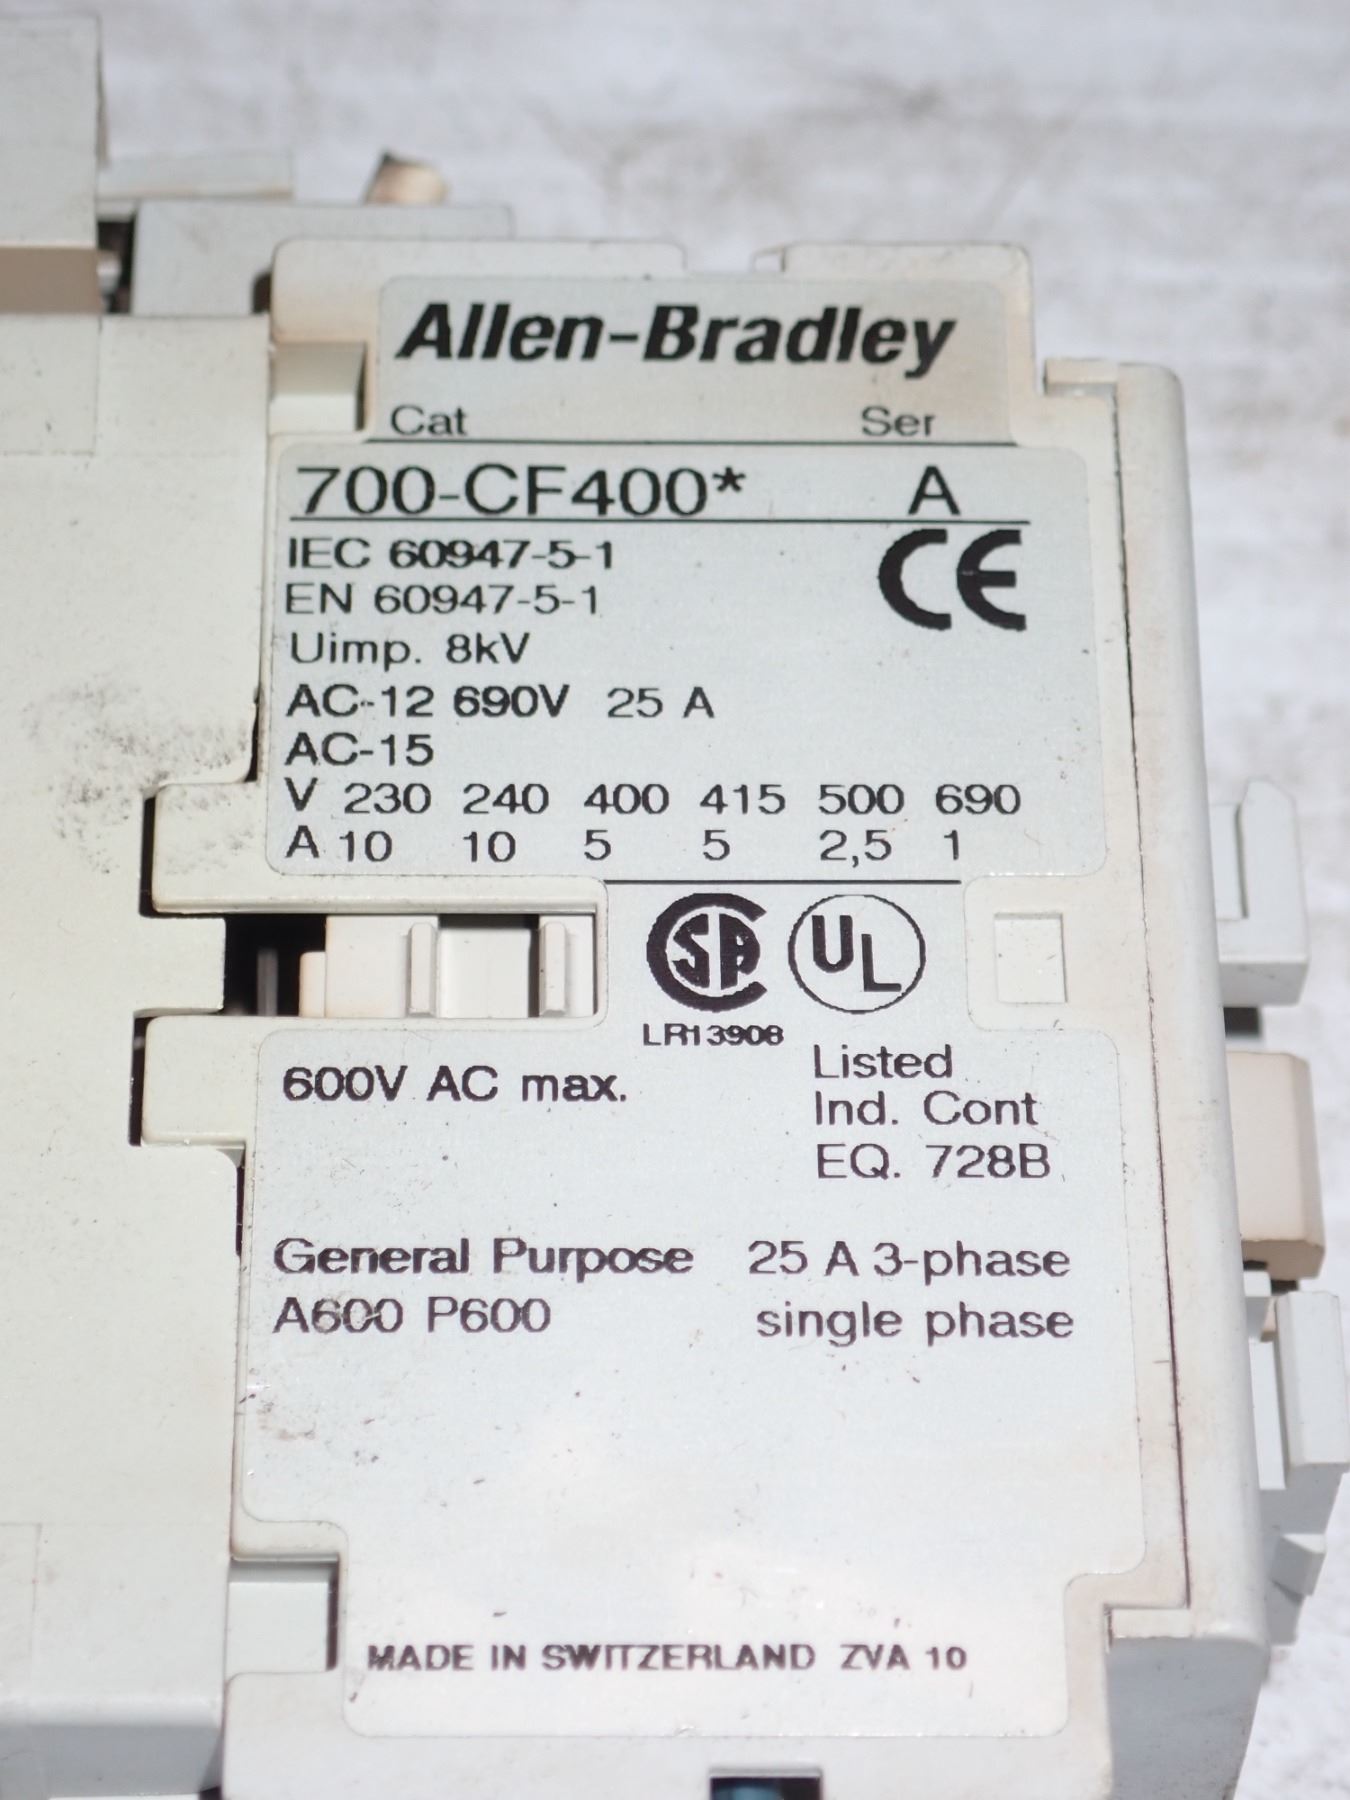 Allen-Bradley
Cat Ser
700-CF400* A
IEC 60947-5-1
CE
EN 60947-5-1
Uimp. 8kV
AC-12 690V 25 A
AC-15
V 230 240 400 415 500 690
A 10 10 5 5 2,5 1
SA UL
LR13908
600V AC max.
Listed
Ind. Cont
EQ. 728B
General Purpose 25 A 3-phase
A600 P600 single phase
MADE IN SWITZERLAND ZVA 10